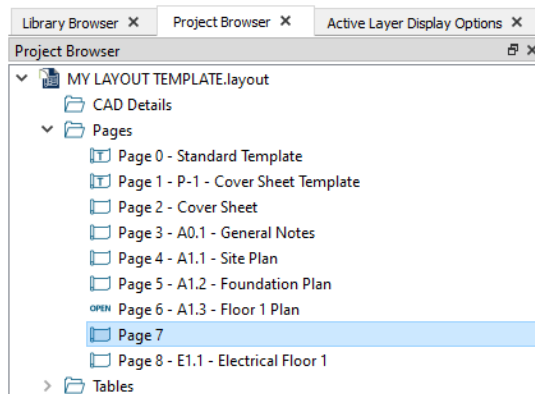 Library Browser ✕ Project Browser ✕ Active Layer Display Options ✕
Project Browser
MY LAYOUT TEMPLATE.layout
CAD Details
Pages
T Page 0 - Standard Template
T Page 1 - P-1 - Cover Sheet Template
Page 2 - Cover Sheet
Page 3 - A0.1 - General Notes
Page 4 - A1.1 - Site Plan
Page 5 - A1.2 - Foundation Plan
OPEN Page 6 - A1.3 - Floor 1 Plan
Page 7
Page 8 - E1.1 - Electrical Floor 1
Tables